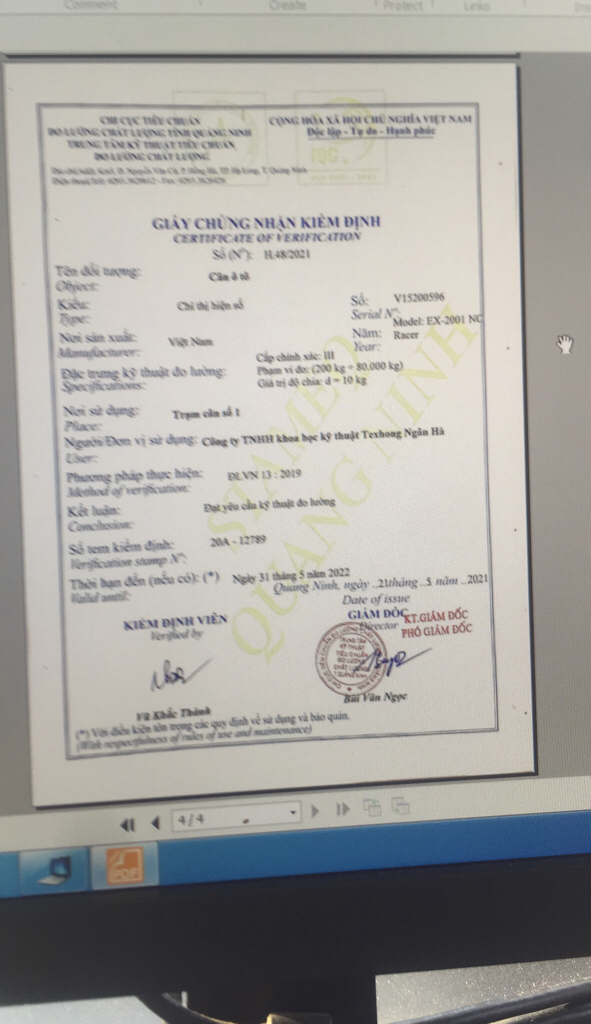 Comment
Create
Protect
Links
CHI CỤC TIÊU CHUẨN
ĐO LƯỜNG CHẤT LƯỢNG TỈNH QUẢNG NINH
TRUNG TÂM KỸ THUẬT TIÊU CHUẨN
ĐO LƯỜNG CHẤT LƯỢNG
CỘNG HÒA XÃ HỘI CHỦ NGHĨA VIỆT NAM
Độc lập - Tự do - Hạnh phúc
GIẤY CHỨNG NHẬN KIỂM ĐỊNH
CERTIFICATE OF VERIFICATION
Số (N°): H.48/2021
Tên đối tượng: Cân ô tô
Object:
Kiểu: Chỉ thị hiện số
Type:
Số: V15200596
Serial N°:
Model: EX-2001 NC
Nơi sản xuất: Việt Nam
Manufacturer:
Năm: Racer
Year:
Đặc trưng kỹ thuật đo lường:
Specifications:
Cấp chính xác: III
Phạm vi đo: (200 kg ÷ 80.000 kg)
Giá trị độ chia: d = 10 kg
Nơi sử dụng: Trạm cân số 1
Place:
Người/Đơn vị sử dụng: Công ty TNHH khoa học kỹ thuật Texhong Ngân Hà
User:
Phương pháp thực hiện: ĐLVN 13 : 2019
Method of verification:
Kết luận: Đạt yêu cầu kỹ thuật đo lường
Conclusion:
Số tem kiểm định: 20A - 12789
Verification stamp N°:
Thời hạn đến (nếu có): (*) Ngày 31 tháng 5 năm 2022
Valid until:
Quảng Ninh, ngày ..21tháng ..5 năm ..2021
Date of issue
KIỂM ĐỊNH VIÊN
Verified by
GIÁM ĐỐC
Director
KT.GIÁM ĐỐC
PHÓ GIÁM ĐỐC
Vũ Khắc Thành
Bùi Văn Ngọc
(*) Với điều kiện tôn trọng các quy định về sử dụng và bảo quản.
(With respectfulness of rules of use and maintenance)
STAMEQ
QUANG NINH
4/4
PDF